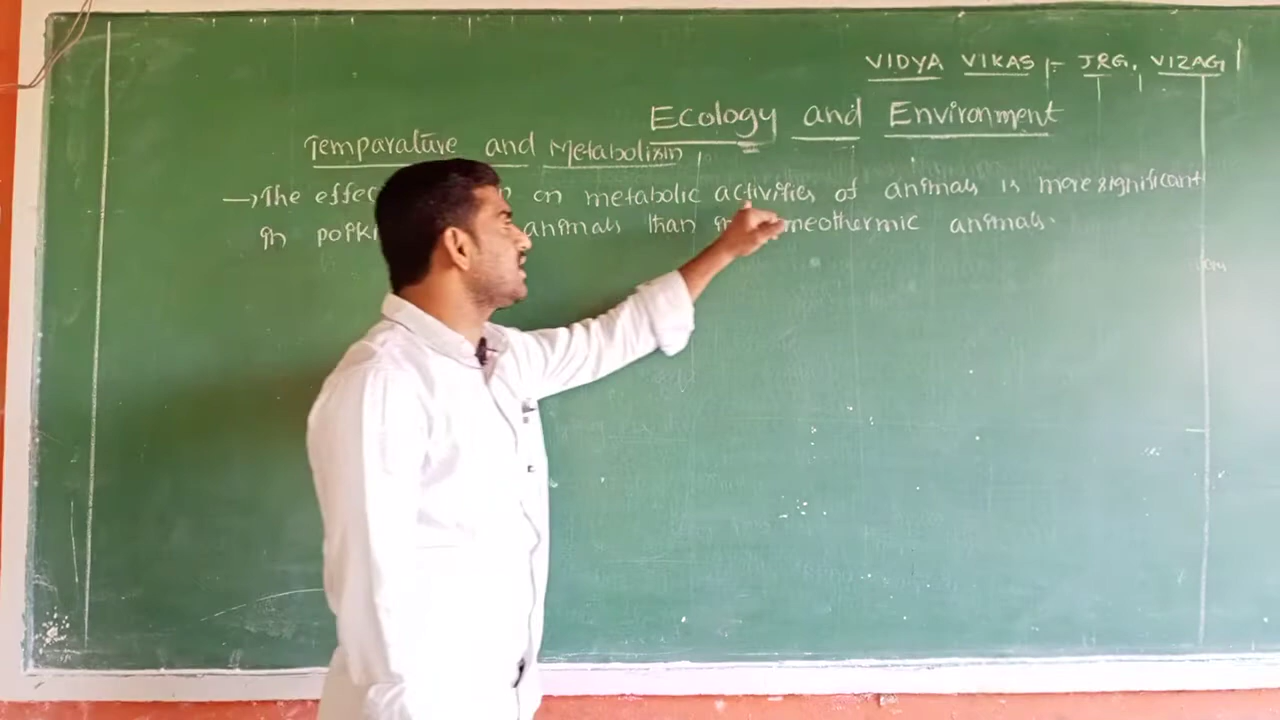 VIDYA VIKAS - JRG, VIZAG
Ecology and Environment
Temparature and Metabolism
→The effec on metabolic activities of animals is more significant
in poiki animals than in meothermic animals.